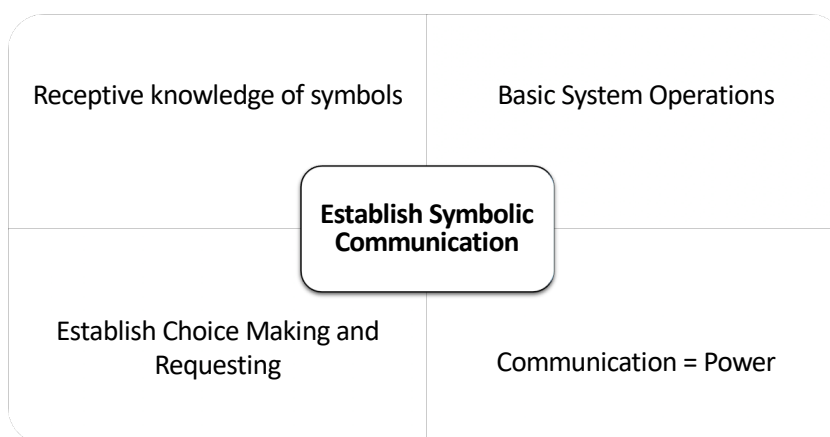 Receptive knowledge of symbols
Basic System Operations
Establish Symbolic
Communication
Establish Choice Making and
Requesting
Communication = Power